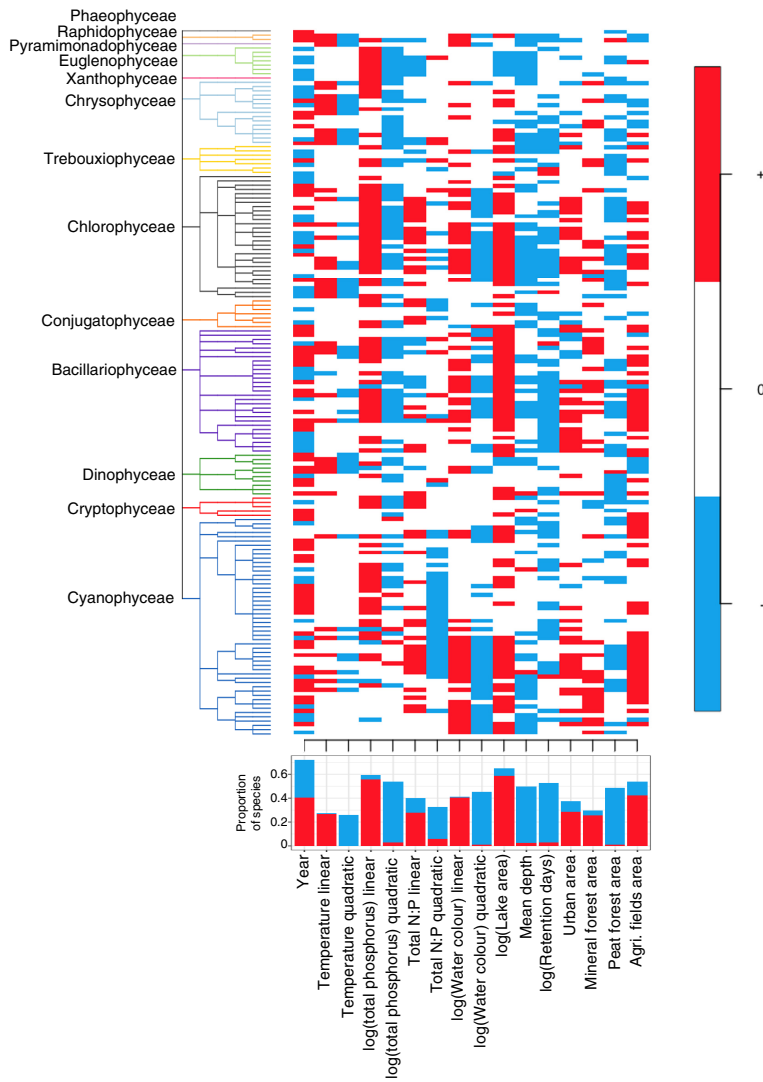 Phaeophyceae
Raphidophyceae
Pyramimonadophyceae
Euglenophyceae
Xanthophyceae
Chrysophyceae
Trebouxiophyceae
Chlorophyceae
Conjugatophyceae
Bacillariophyceae
Dinophyceae
Cryptophyceae
Cyanophyceae
+
0
-
Proportion
of species
0.6
0.4
0.2
0
Year
Temperature linear
Temperature quadratic
log(total phosphorus) linear
log(total phosphorus) quadratic
Total N:P linear
Total N:P quadratic
log(Water colour) linear
log(Water colour) quadratic
log(Lake area)
Mean depth
log(Retention days)
Urban area
Mineral forest area
Peat forest area
Agri. fields area